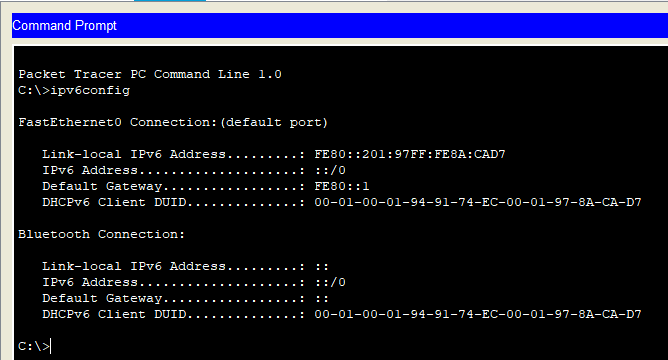 Command Prompt
Packet Tracer PC Command Line 1.0
C:\>ipv6config
FastEthernet0 Connection:(default port)
Link-local IPv6 Address.........: FE80::201:97FF:FE8A:CAD7
IPv6 Address....................: ::/0
Default Gateway.................: FE80::1
DHCPv6 Client DUID..............: 00-01-00-01-94-91-74-EC-00-01-97-8A-CA-D7
Bluetooth Connection:
Link-local IPv6 Address.........: ::
IPv6 Address....................: ::/0
Default Gateway.................: ::
DHCPv6 Client DUID..............: 00-01-00-01-94-91-74-EC-00-01-97-8A-CA-D7
C:\>